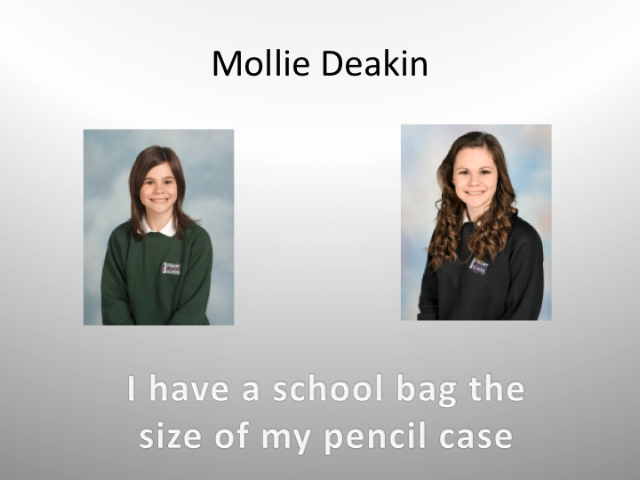 Mollie Deakin
I have a school bag the
size of my pencil case